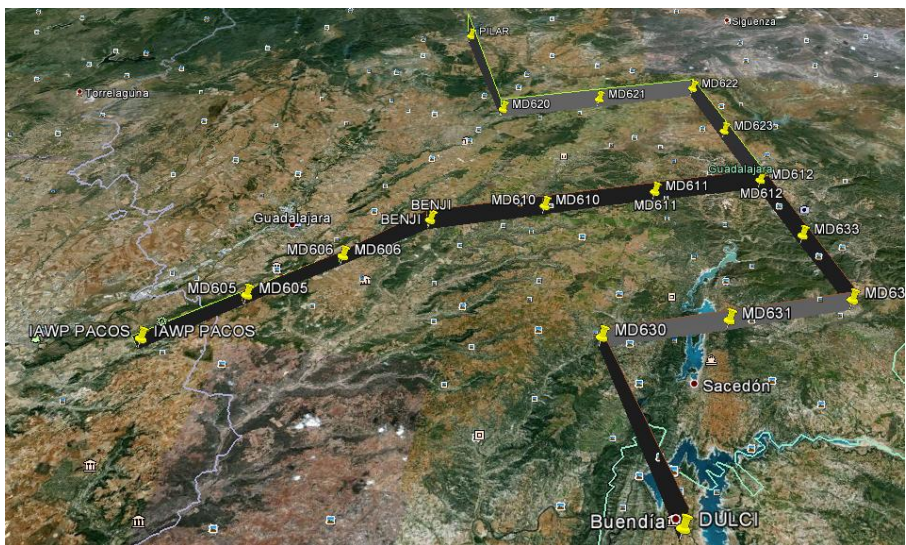 Sigüenza
PILAR
Torrelaguna
MD622
MD620
MD621
MD623
Guadalajara
MD612
MD612
MD611
MD611
MD610
MD610
BENJI
BENJI
Guadalajara
MD633
MD606
MD606
MD605
MD605
MD63
MD631
IAWP PACOS
IAWP PACOS
MD630
Sacedón
Buendía
DULCI